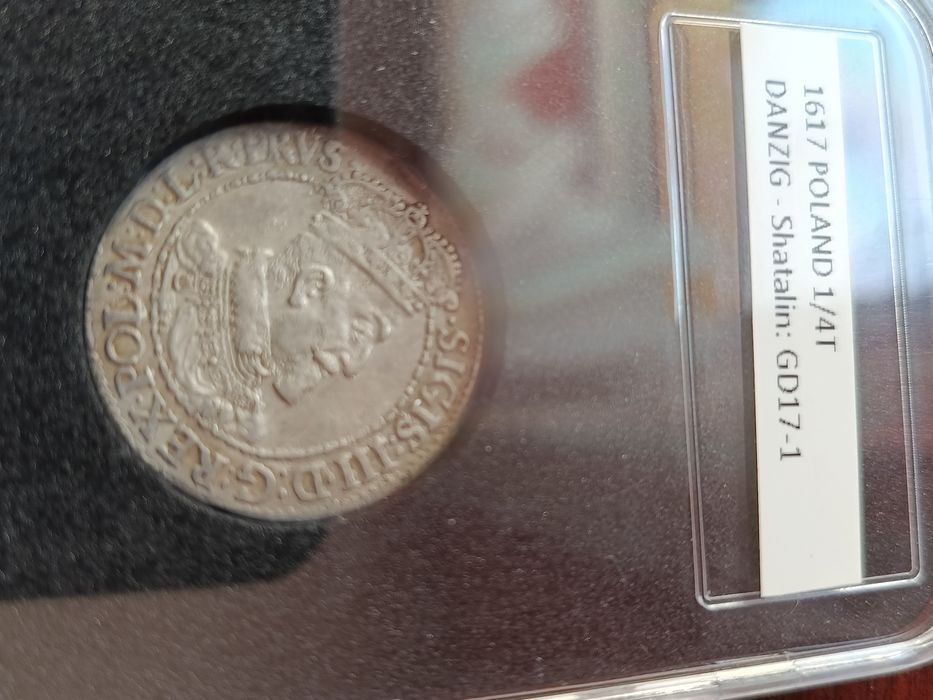 1617 POLAND 1/4T
DANZIG - Shatalin: GD17-1
SIGIS·III·D:G:REX·POL·M·D·L·R·PRVS·